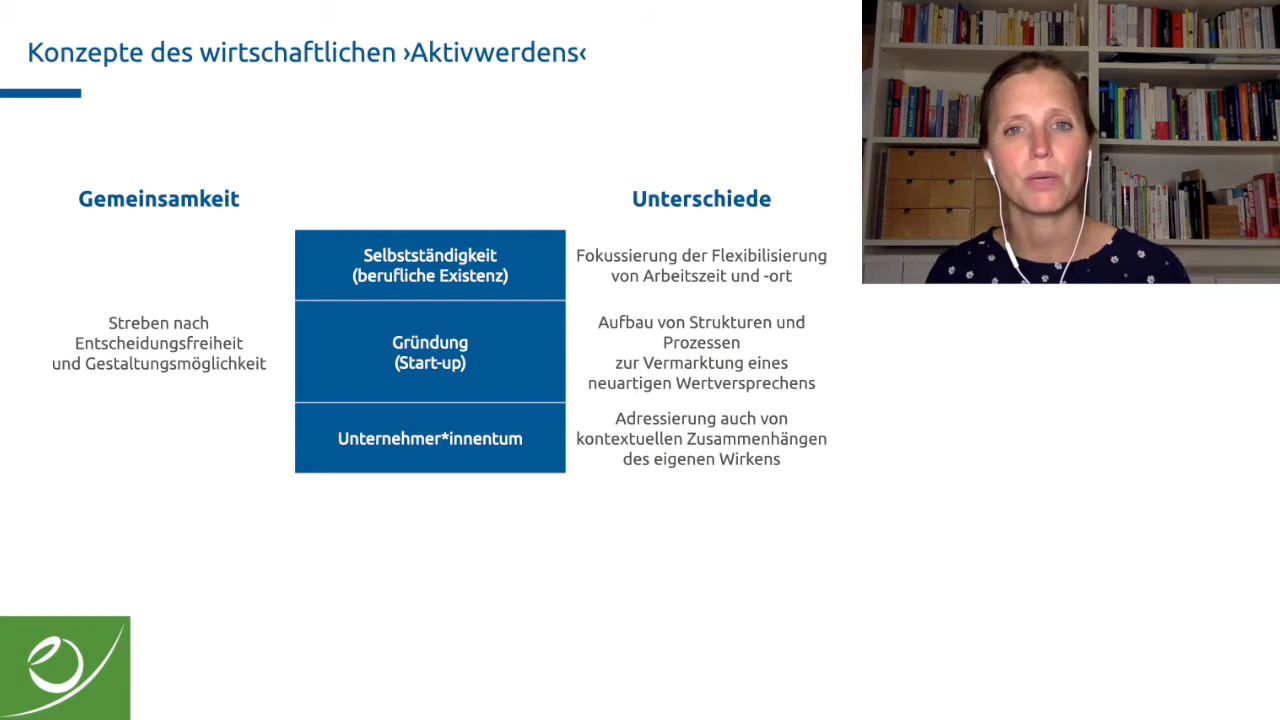 Konzepte des wirtschaftlichen ›Aktivwerdens‹
Gemeinsamkeit
Unterschiede
Selbstständigkeit
(berufliche Existenz)
Fokussierung der Flexibilisierung
von Arbeitszeit und -ort
Streben nach
Entscheidungsfreiheit
und Gestaltungsmöglichkeit
Gründung
(Start-up)
Aufbau von Strukturen und
Prozessen
zur Vermarktung eines
neuartigen Wertversprechens
Unternehmer*innentum
Adressierung auch von
kontextuellen Zusammenhängen
des eigenen Wirkens